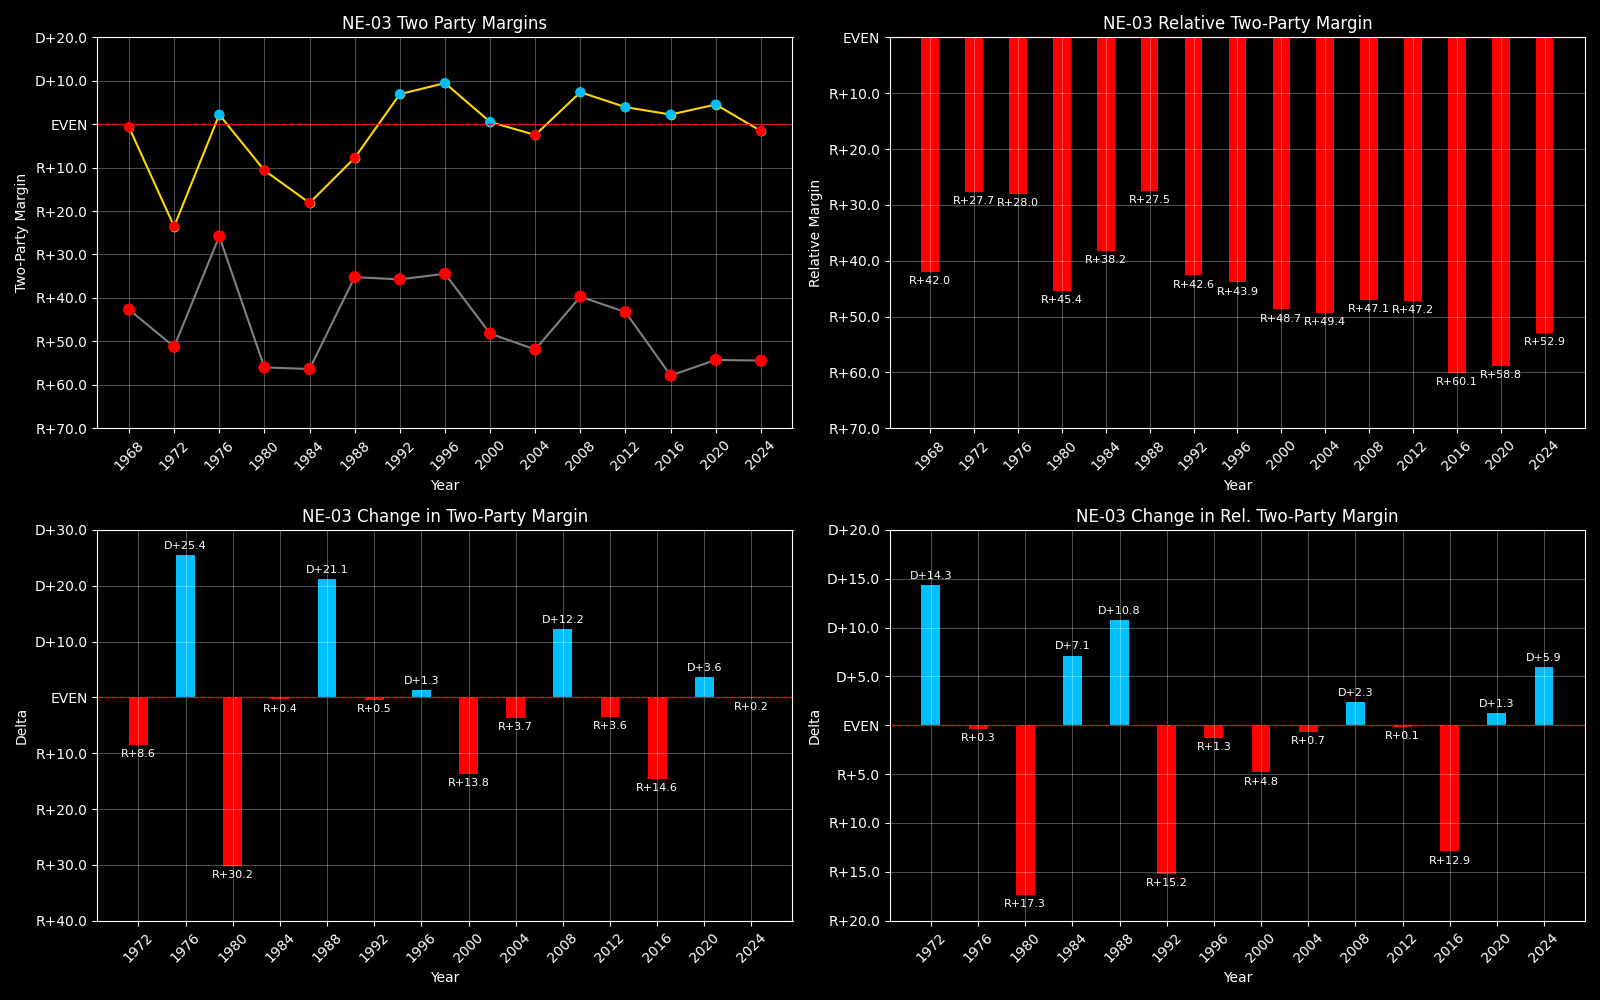 NE-03 Two Party Margins
Two-Party Margin
D+20.0
D+10.0
EVEN
R+10.0
R+20.0
R+30.0
R+40.0
R+50.0
R+60.0
R+70.0
1968 1972 1976 1980 1984 1988 1992 1996 2000 2004 2008 2012 2016 2020 2024
Year
NE-03 Relative Two-Party Margin
Relative Margin
EVEN
R+10.0
R+20.0
R+30.0
R+40.0
R+50.0
R+60.0
R+70.0
R+42.0 R+27.7 R+28.0 R+45.4 R+38.2 R+27.5 R+42.6 R+43.9 R+48.7 R+49.4 R+47.1 R+47.2 R+60.1 R+58.8 R+52.9
1968 1972 1976 1980 1984 1988 1992 1996 2000 2004 2008 2012 2016 2020 2024
Year
NE-03 Change in Two-Party Margin
Delta
D+30.0
D+20.0
D+10.0
EVEN
R+10.0
R+20.0
R+30.0
R+40.0
R+8.6 D+25.4 R+30.2 R+0.4 D+21.1 R+0.5 D+1.3 R+13.8 R+3.7 D+12.2 R+3.6 R+14.6 D+3.6 R+0.2
1972 1976 1980 1984 1988 1992 1996 2000 2004 2008 2012 2016 2020 2024
Year
NE-03 Change in Rel. Two-Party Margin
Delta
D+20.0
D+15.0
D+10.0
D+5.0
EVEN
R+5.0
R+10.0
R+15.0
R+20.0
D+14.3 R+0.3 R+17.3 D+7.1 D+10.8 R+15.2 R+1.3 R+4.8 R+0.7 D+2.3 R+0.1 R+12.9 D+1.3 D+5.9
1972 1976 1980 1984 1988 1992 1996 2000 2004 2008 2012 2016 2020 2024
Year